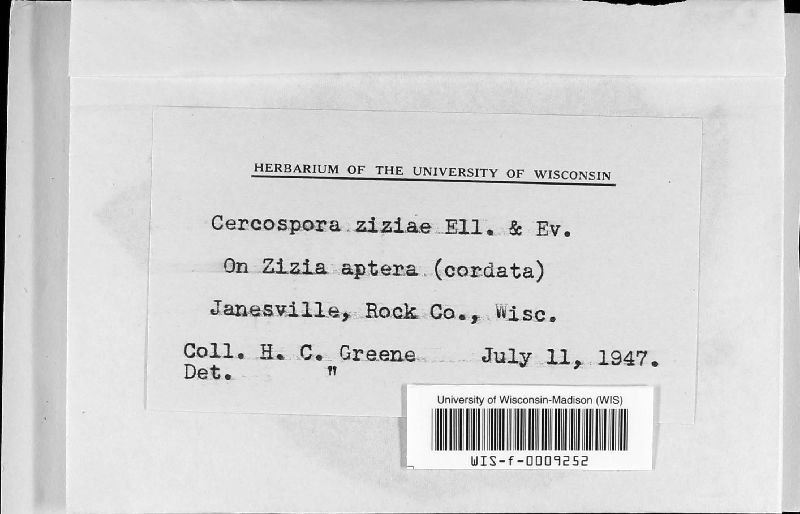 HERBARIUM OF THE UNIVERSITY OF WISCONSIN
Cercospora ziziae Ell. & Ev.
On Zizia aptera (cordata)
Janesville, Rock Co., Wisc.
Coll. H. C. Greene July 11, 1947.
Det. "
University of Wisconsin-Madison (WIS)
WIS-f-0009252